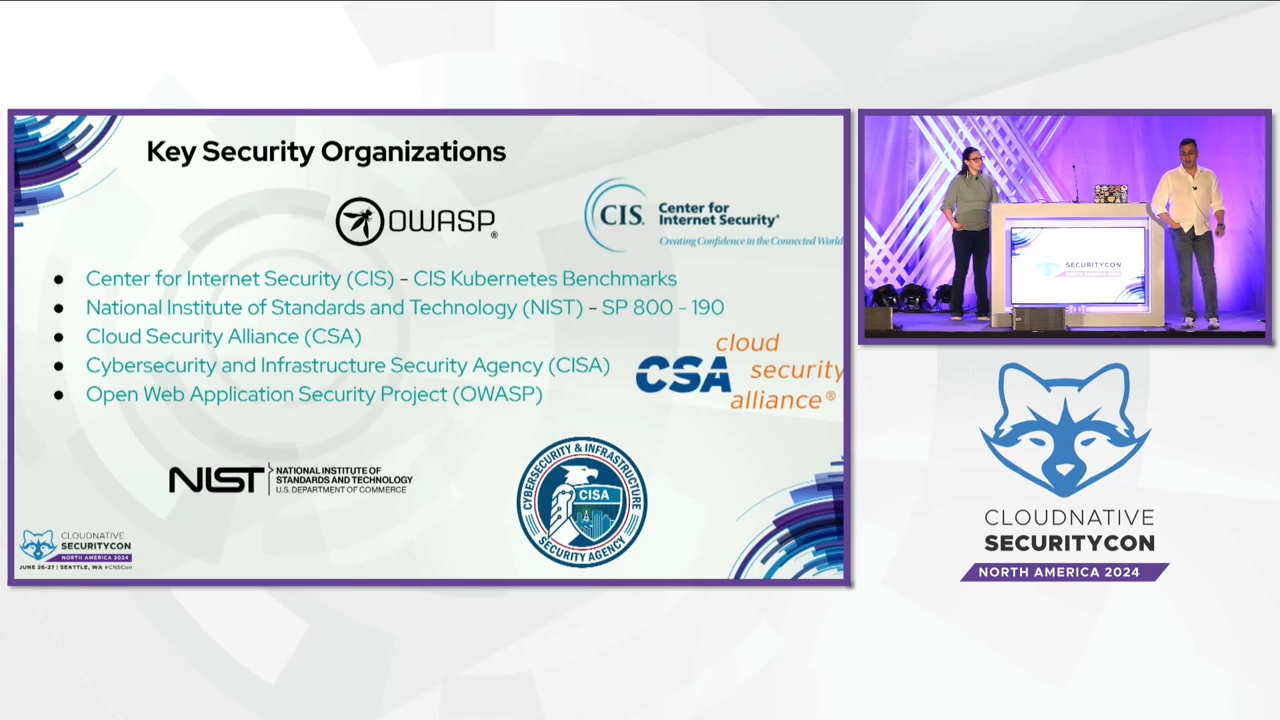 Key Security Organizations
OWASP
®
CIS.
Center for
Internet Security®
Creating Confidence in the Connected World
● Center for Internet Security (CIS) - CIS Kubernetes Benchmarks
● National Institute of Standards and Technology (NIST) - SP 800 - 190
● Cloud Security Alliance (CSA)
● Cybersecurity and Infrastructure Security Agency (CISA)
● Open Web Application Security Project (OWASP)
CSA
cloud
security
alliance®
NIST
NATIONAL INSTITUTE OF
STANDARDS AND TECHNOLOGY
U.S. DEPARTMENT OF COMMERCE
CYBERSECURITY & INFRASTRUCTURE
CISA
SECURITY AGENCY
CLOUDNATIVE
SECURITYCON
NORTH AMERICA 2024
JUNE 26-27 | SEATTLE, WA #CNSCon
SECURITYCON
CLOUDNATIVE
SECURITYCON
NORTH AMERICA 2024